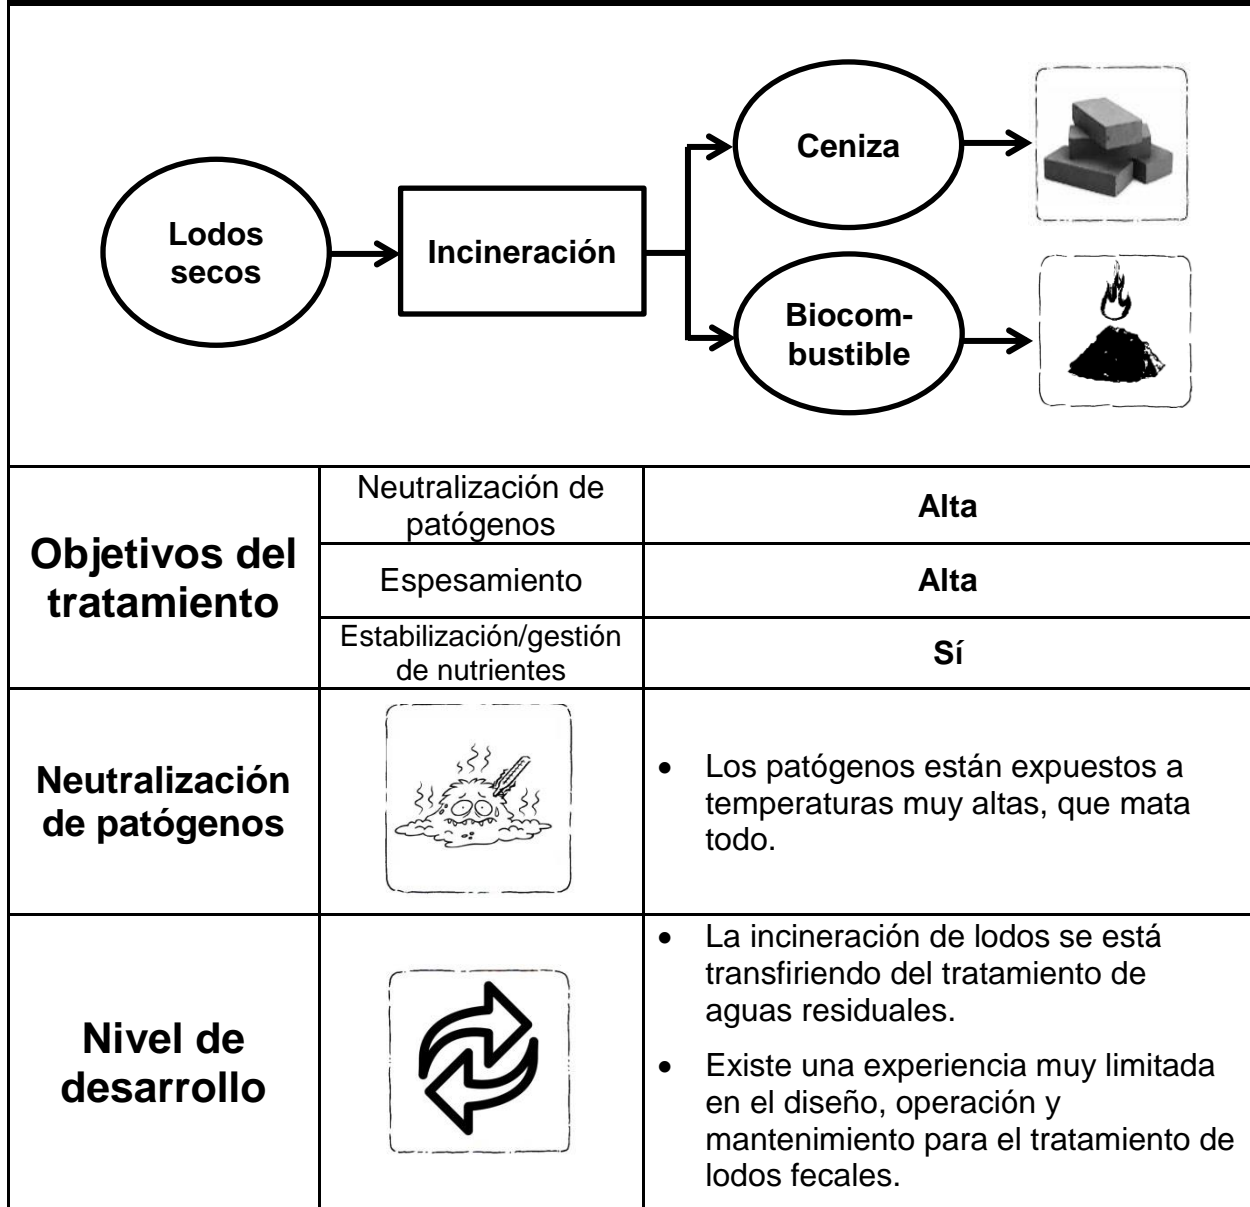 Lodos
secos
Incineración
Ceniza
Biocom-
bustible
Objetivos del
tratamiento
Neutralización de
patógenos
Alta
Espesamiento
Alta
Estabilización/gestión
de nutrientes
Sí
Neutralización
de patógenos
• Los patógenos están expuestos a
temperaturas muy altas, que mata
todo.
Nivel de
desarrollo
• La incineración de lodos se está
transfiriendo del tratamiento de
aguas residuales.
• Existe una experiencia muy limitada
en el diseño, operación y
mantenimiento para el tratamiento de
lodos fecales.